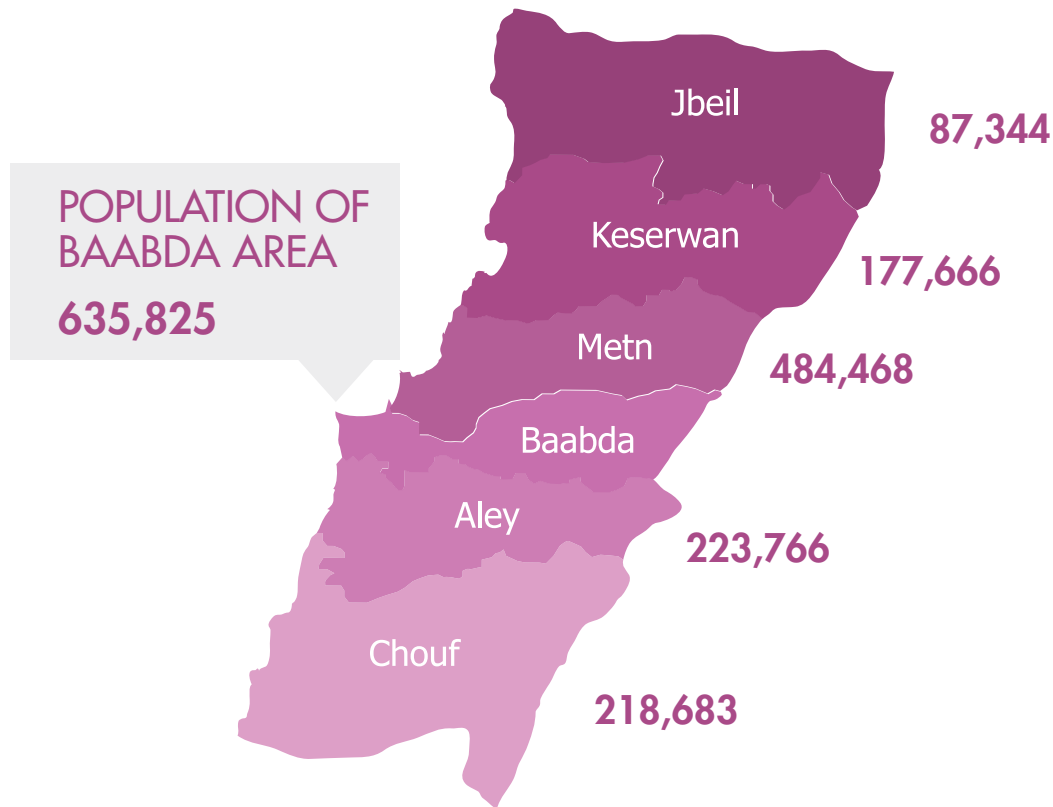 Jbeil
87,344
POPULATION OF
BAABDA AREA
635,825
Keserwan
177,666
Metn
484,468
Baabda
Aley
223,766
Chouf
218,683